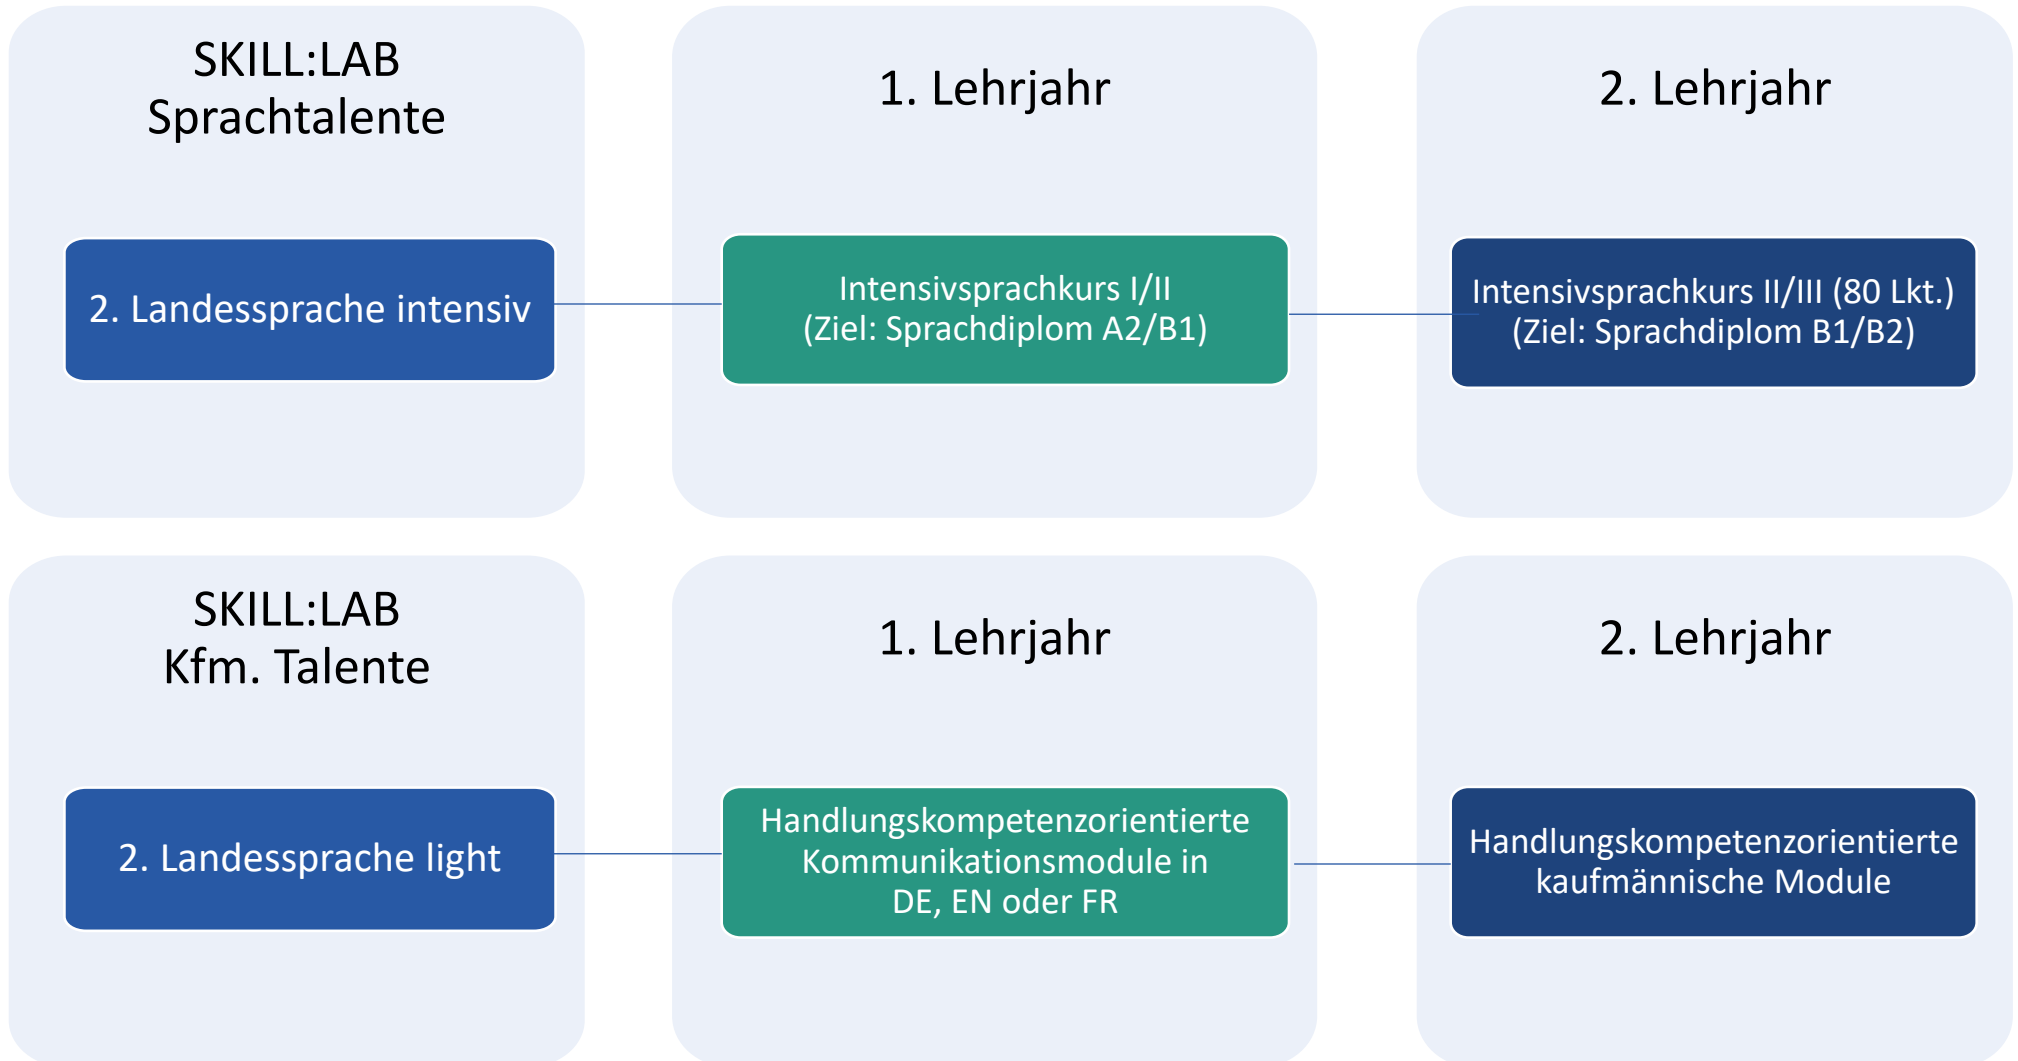 SKILL:LAB
Sprachtalente
1. Lehrjahr
2. Lehrjahr
2. Landessprache intensiv
Intensivsprachkurs I/II
(Ziel: Sprachdiplom A2/B1)
Intensivsprachkurs II/III (80 Lkt.)
(Ziel: Sprachdiplom B1/B2)
SKILL:LAB
Kfm. Talente
1. Lehrjahr
2. Lehrjahr
2. Landessprache light
Handlungskompetenzorientierte
Kommunikationsmodule in
DE, EN oder FR
Handlungskompetenzorientierte
kaufmännische Module